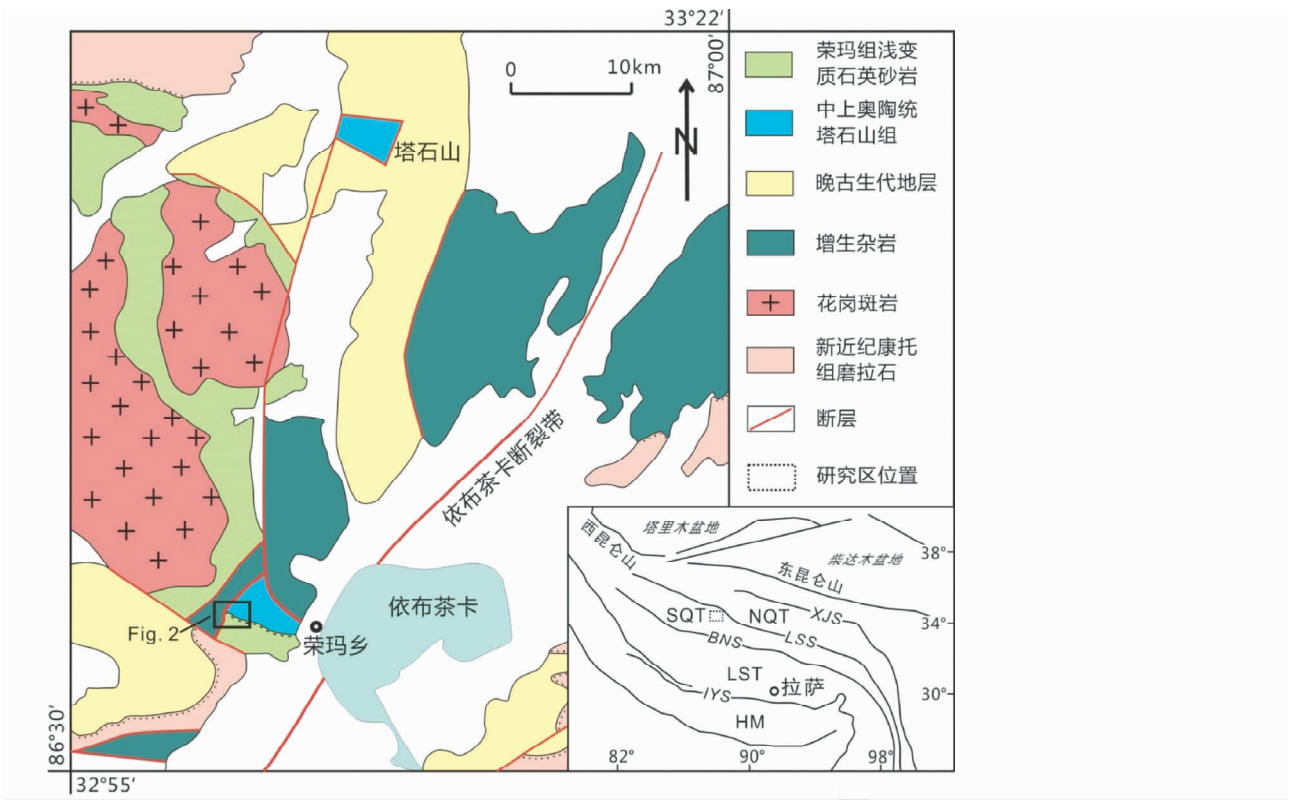 33°22′
87°00′
0 10km
N
塔石山
依布茶卡断裂带
依布茶卡
荣玛乡
Fig. 2
86°30′
32°55′
荣玛组浅变
质石英砂岩
中上奥陶统
塔石山组
晚古生代地层
增生杂岩
花岗斑岩
新近纪康托
组磨拉石
断层
研究区位置
西昆仑山
塔里木盆地
柴达木盆地
东昆仑山
38°
SQT
NQT
XJS
34°
BNS
LSS
LST
拉萨
30°
IYS
HM
82°
90°
98°